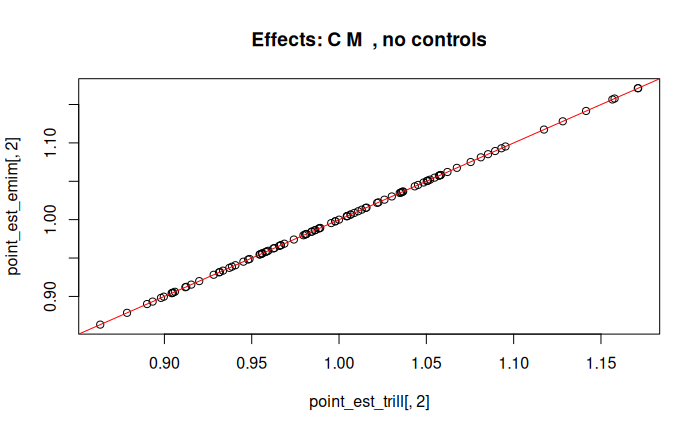 Effects: C M , no controls
point_est_emim[, 2]
1.10
1.00
0.90
0.90 0.95 1.00 1.05 1.10 1.15
point_est_trill[, 2]